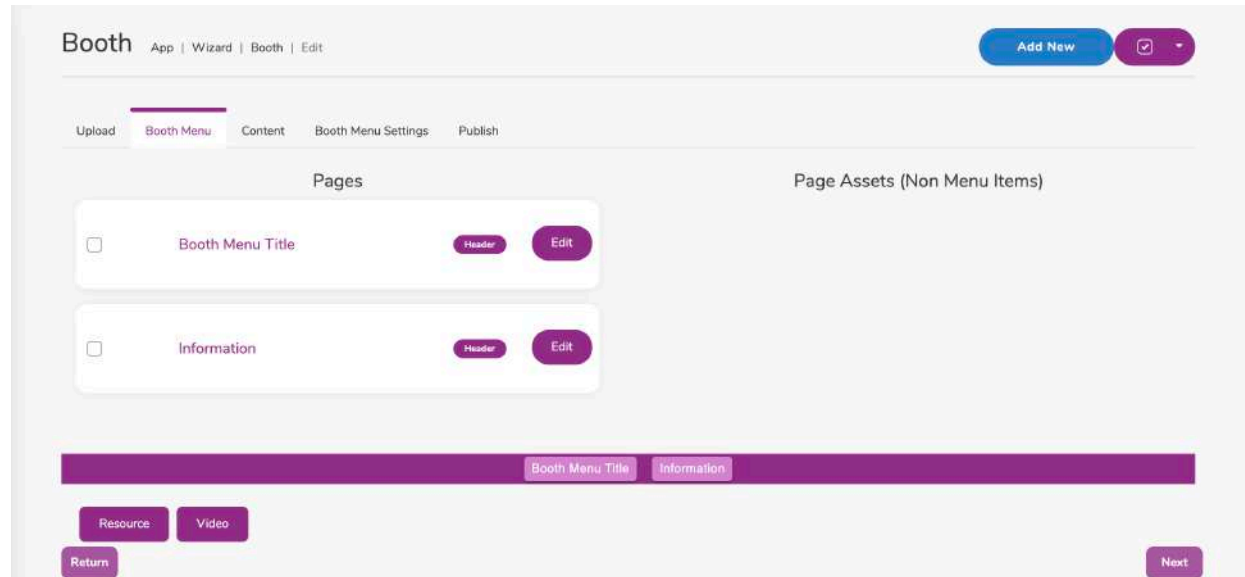 Booth App | Wizard | Booth | Edit Add New
Upload Booth Menu Content Booth Menu Settings Publish
Pages Page Assets (Non Menu Items)
Booth Menu Title Header Edit
Information Header Edit
Booth Menu Title Information
Resource Video
Return Next